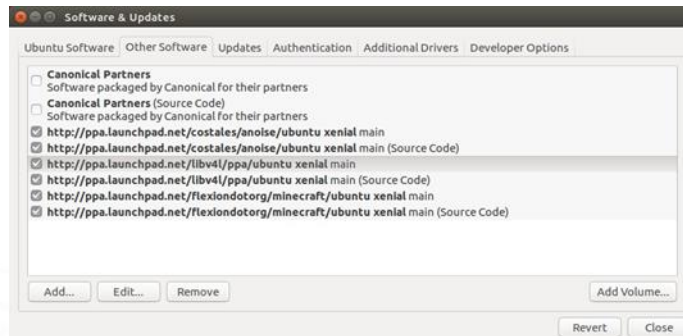 Software & Updates
Ubuntu Software Other Software Updates Authentication Additional Drivers Developer Options
Canonical Partners
Software packaged by Canonical for their partners
Canonical Partners (Source Code)
Software packaged by Canonical for their partners
http://ppa.launchpad.net/costales/anoise/ubuntu xenial main
http://ppa.launchpad.net/costales/anoise/ubuntu xenial main (Source Code)
http://ppa.launchpad.net/libv4l/ppa/ubuntu xenial main
http://ppa.launchpad.net/libv4l/ppa/ubuntu xenial main (Source Code)
http://ppa.launchpad.net/flexiondotorg/minecraft/ubuntu xenial main
http://ppa.launchpad.net/flexiondotorg/minecraft/ubuntu xenial main (Source Code)
Add... Edit... Remove Add Volume...
Revert Close